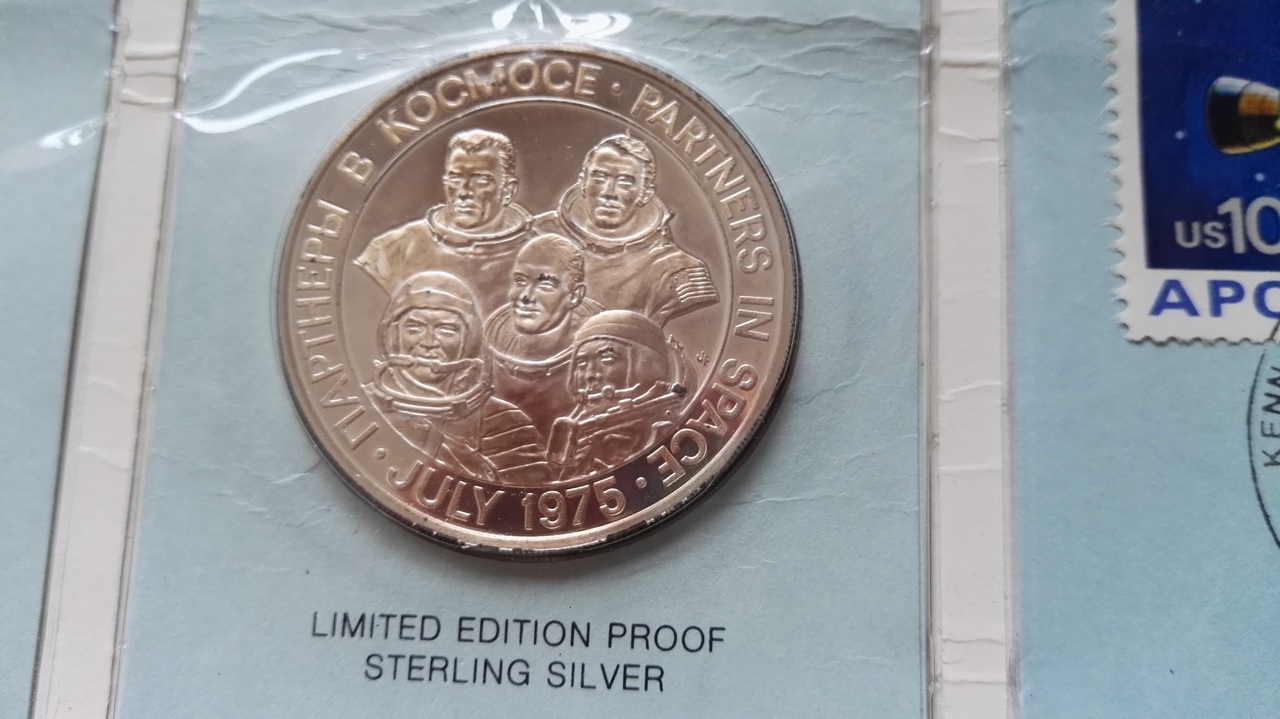 ПАРТНЕРЫ В КОСМОСЕ · PARTNERS IN SPACE ·
JULY 1975 ·
LIMITED EDITION PROOF
STERLING SILVER
US10
APO
KENN